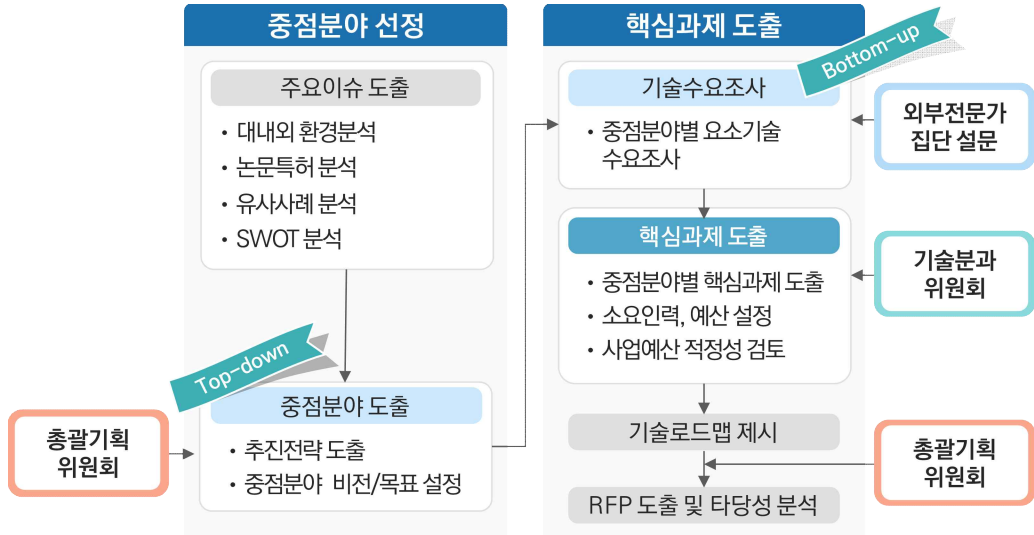 중점분야 선정
주요이슈 도출
• 대내외 환경분석
• 논문특허 분석
• 유사사례 분석
• SWOT 분석
Top-down
중점분야 도출
• 추진전략 도출
• 중점분야 비전/목표 설정
총괄기획
위원회
핵심과제 도출
Bottom-up
기술수요조사
• 중점분야별 요소기술
수요조사
외부전문가
집단 설문
핵심과제 도출
• 중점분야별 핵심과제 도출
• 소요인력, 예산 설정
• 사업예산 적정성 검토
기술분과
위원회
기술로드맵 제시
총괄기획
위원회
RFP 도출 및 타당성 분석